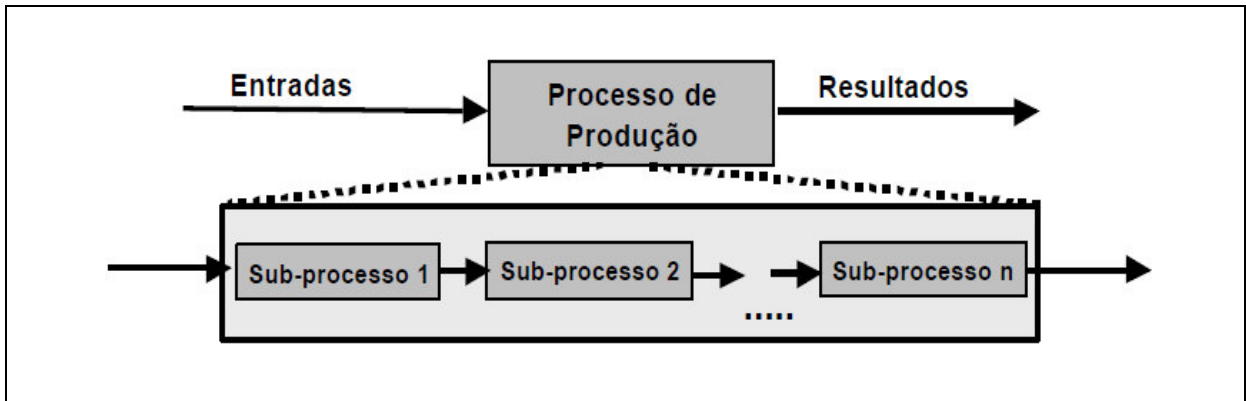 Entradas
Processo de
Produção
Resultados
Sub-processo 1
Sub-processo 2
.....
Sub-processo n